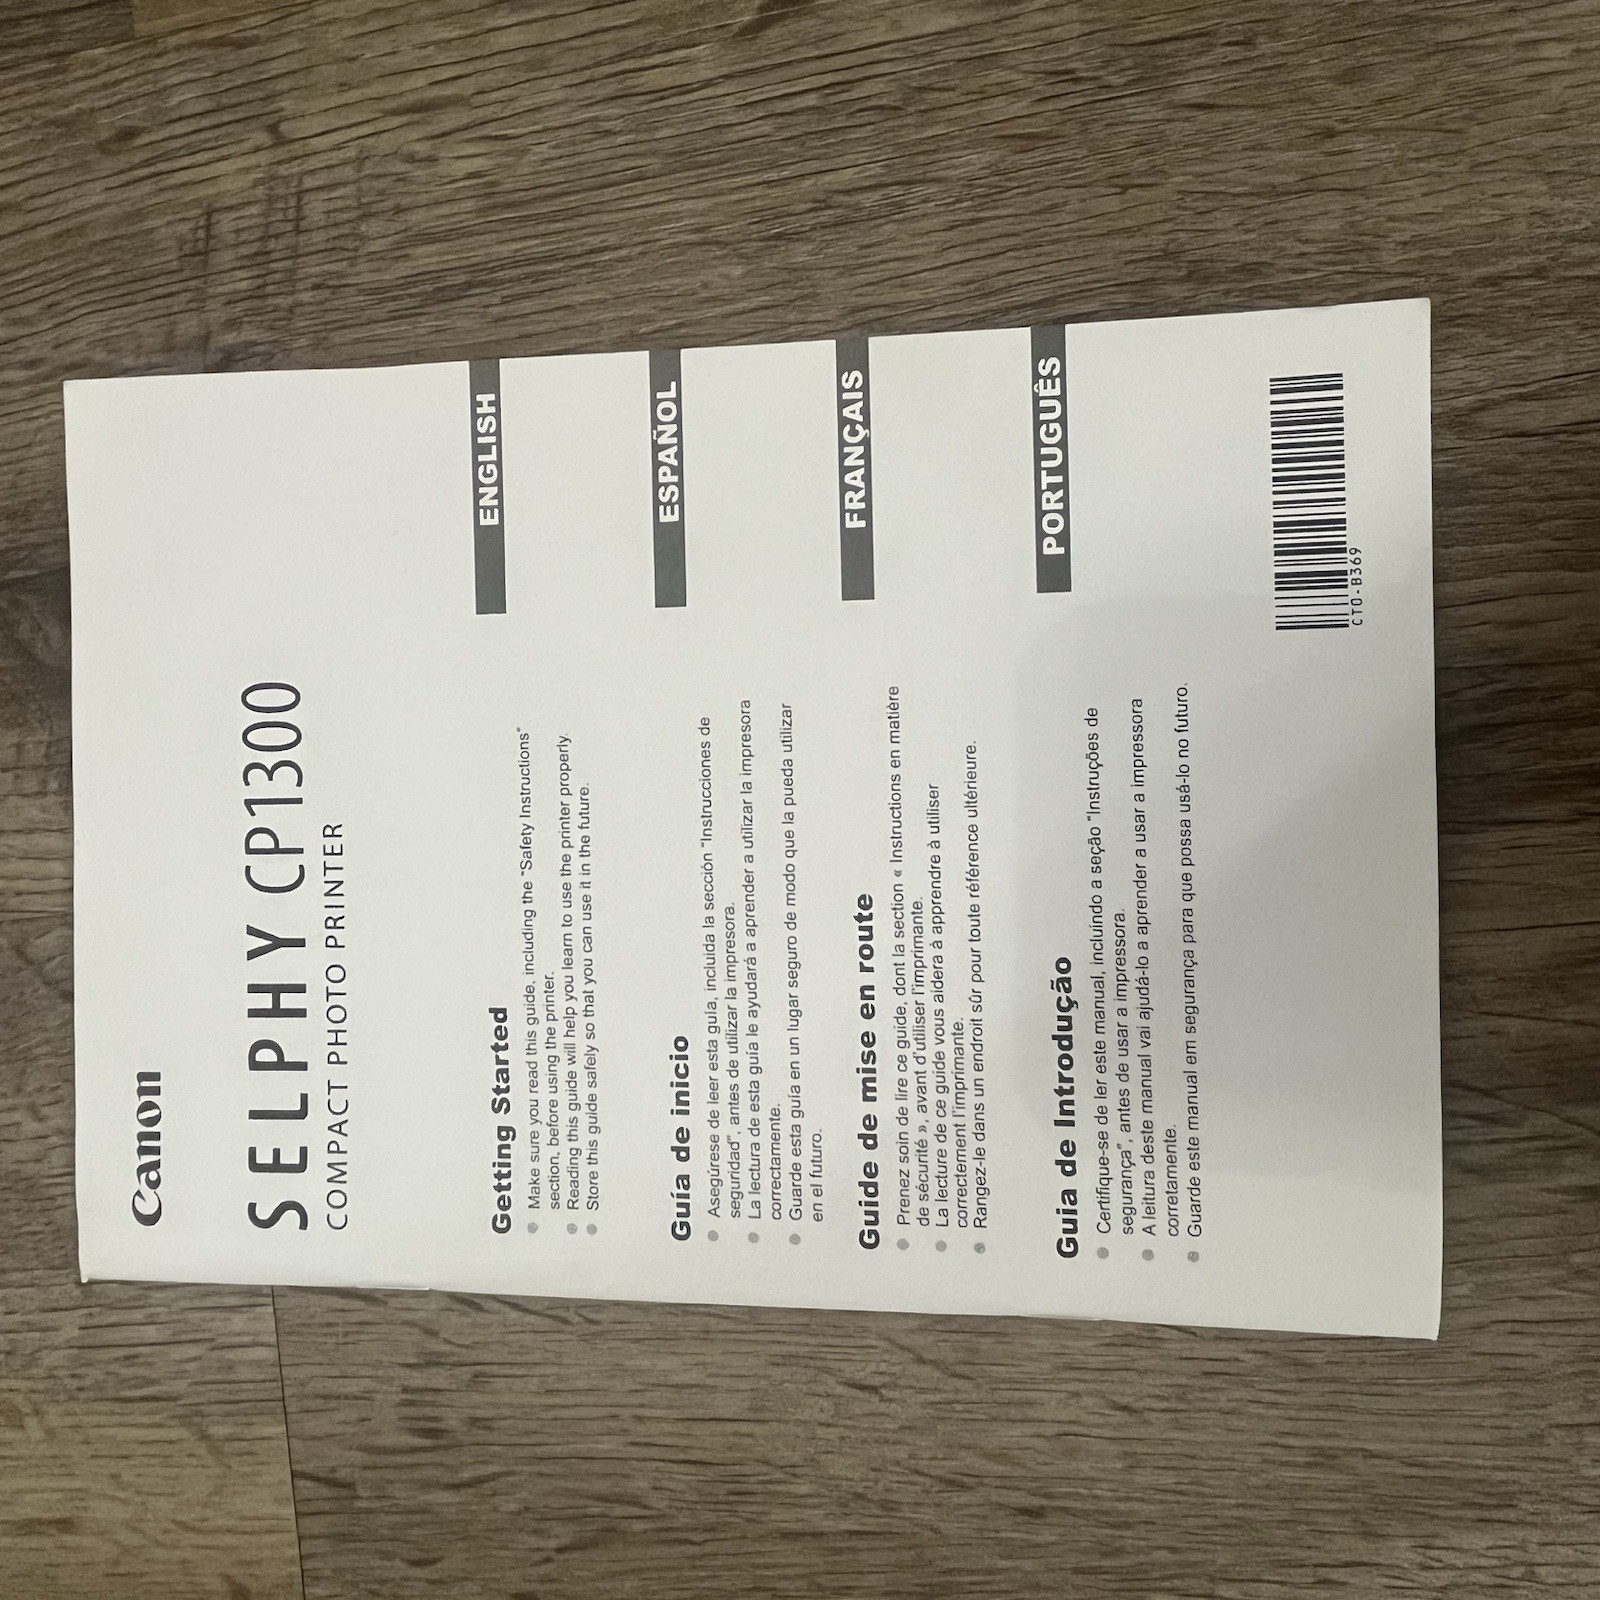 Canon
SELPHY CP1300
COMPACT PHOTO PRINTER
ENGLISH
Getting Started
● Make sure you read this guide, including the "Safety Instructions"
section, before using the printer.
● Reading this guide will help you learn to use the printer properly.
● Store this guide safely so that you can use it in the future.
ESPAÑOL
Guía de inicio
● Asegúrese de leer esta guía, incluida la sección "Instrucciones de
seguridad", antes de utilizar la impresora.
● La lectura de esta guía le ayudará a aprender a utilizar la impresora
correctamente.
● Guarde esta guía en un lugar seguro de modo que la pueda utilizar
en el futuro.
FRANÇAIS
Guide de mise en route
● Prenez soin de lire ce guide, dont la section « Instructions en matière
de sécurité », avant d'utiliser l'imprimante.
● La lecture de ce guide vous aidera à apprendre à utiliser
correctement l'imprimante.
● Rangez-le dans un endroit sûr pour toute référence ultérieure.
PORTUGUÊS
Guia de Introdução
● Certifique-se de ler este manual, incluindo a seção "Instruções de
segurança", antes de usar a impressora.
● A leitura deste manual vai ajudá-lo a aprender a usar a impressora
corretamente.
● Guarde este manual em segurança para que possa usá-lo no futuro.
CT0-B369